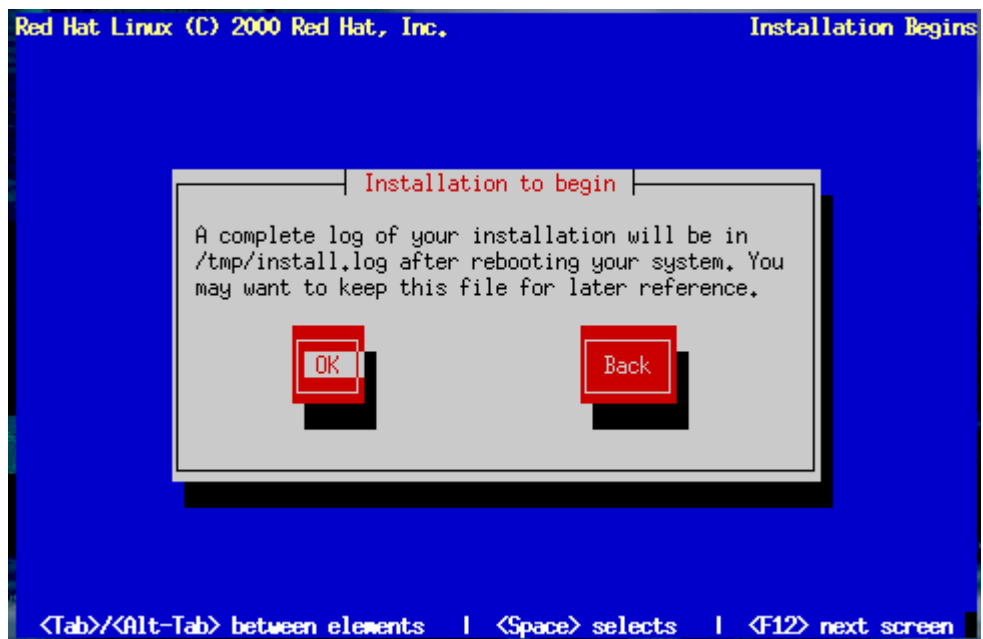 Red Hat Linux (C) 2000 Red Hat, Inc. Installation Begins
Installation to begin
A complete log of your installation will be in
/tmp/install.log after rebooting your system. You
may want to keep this file for later reference.
OK Back
<Tab>/<Alt-Tab> between elements | <Space> selects | <F12> next screen